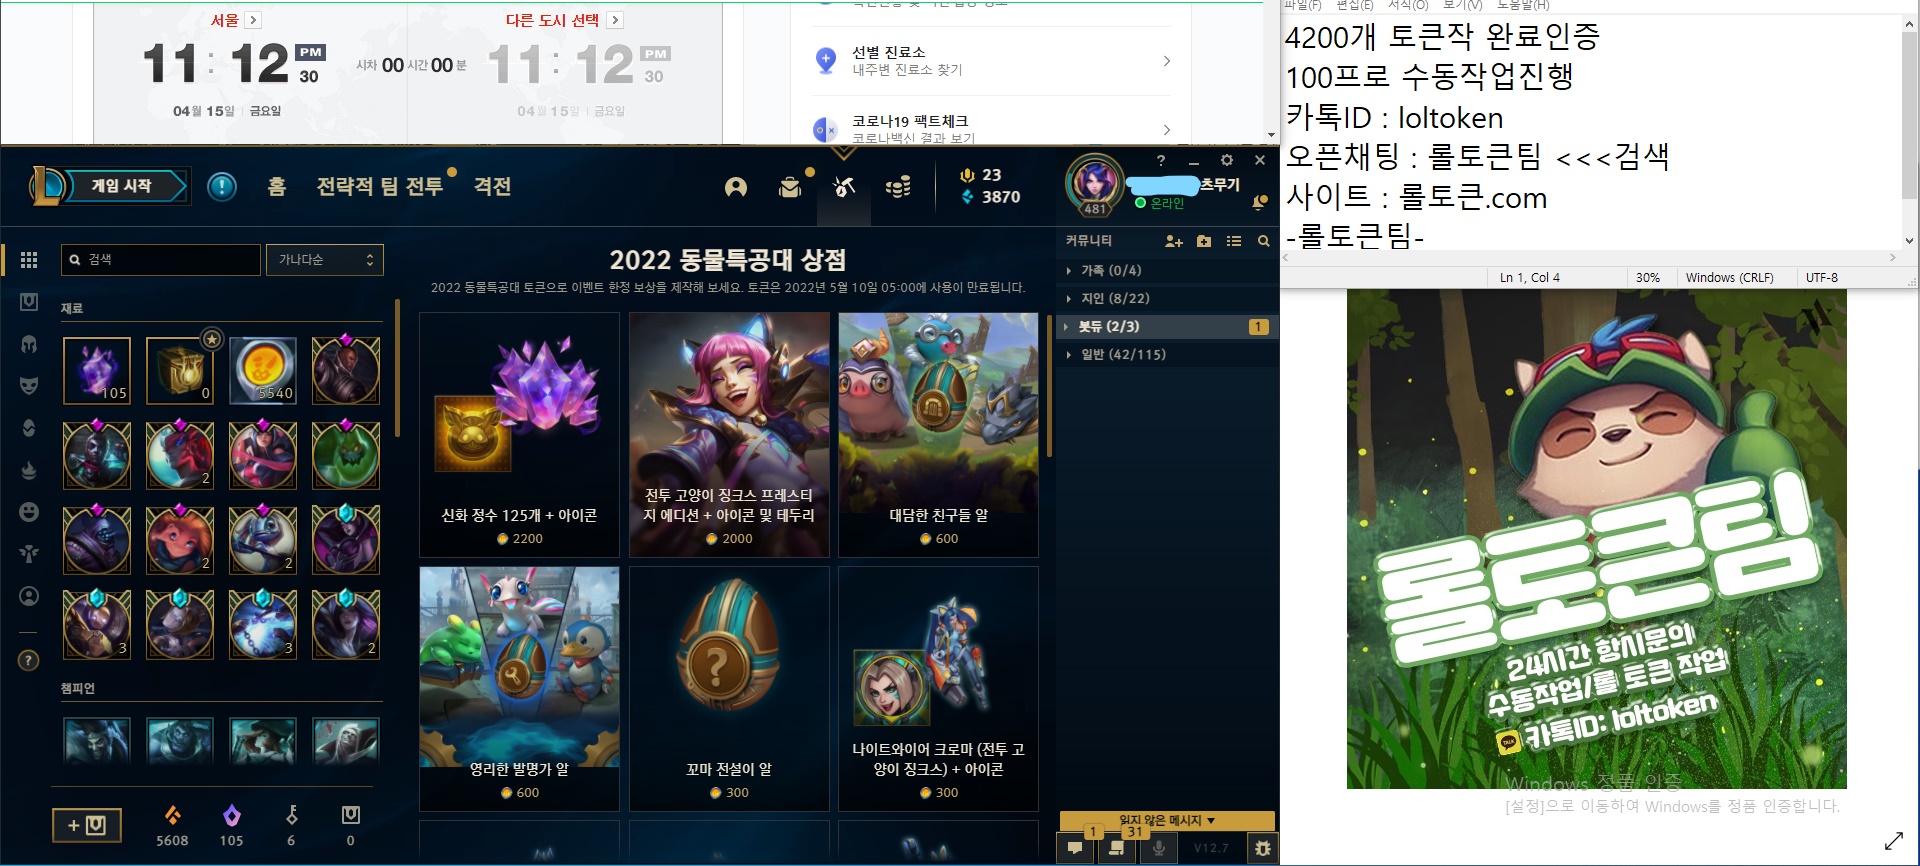 서울 >
다른 도시 선택 >
11 : 12 PM 30
시차 00 시간 00 분
11 : 12 PM 30
04월 15일 | 금요일
04월 15일 | 금요일
선별 진료소
내주변 진료소 찾기
코로나19 팩트체크
코로나백신 결과 보기
파일(F) 편집(E) 서식(O) 보기(V) 도움말(H)
4200개 토큰작 완료인증
100프로 수동작업진행
카톡ID : loltoken
오픈채팅 : 롤토큰팀 <<<검색
사이트 : 롤토큰.com
-롤토큰팀-
Ln 1, Col 4 30% Windows (CRLF) UTF-8
게임 시작
홈 전략적 팀 전투 격전
23
3870
481
츠무기
온라인
검색
가나다순
재료
105
0
5540
2
2
2
3
3
2
챔피언
5608
105
6
0
2022 동물특공대 상점
2022 동물특공대 토큰으로 이벤트 한정 보상을 제작해 보세요. 토큰은 2022년 5월 10일 05:00에 사용이 만료됩니다.
신화 정수 125개 + 아이콘
2200
전투 고양이 징크스 프레스티
지 에디션 + 아이콘 및 테두리
2000
대담한 친구들 알
600
영리한 발명가 알
600
꼬마 전설이 알
300
나이트와이어 크로마 (전투 고
양이 징크스) + 아이콘
300
커뮤니티
가족 (0/4)
지인 (8/22)
봇듀 (2/3) 1
일반 (42/115)
읽지 않은 메시지 ▼
1
31
V12.7
롤토큰팀
24시간 항시문의
수동작업/롤 토큰 작업
TALK 카톡ID: loltoken
Windows 정품 인증
[설정]으로 이동하여 Windows를 정품 인증합니다.